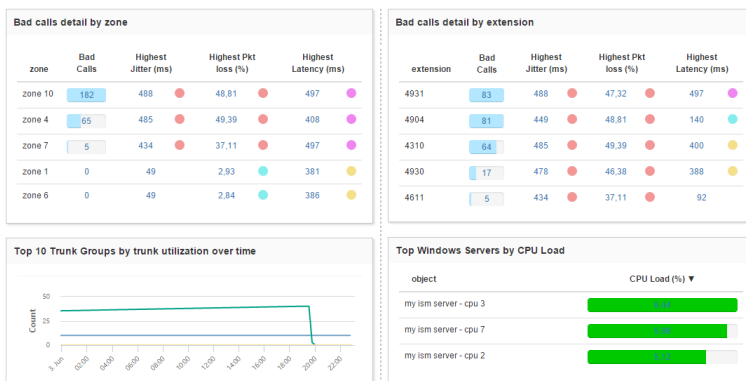 Bad calls detail by zone
zone Bad Calls Highest Jitter (ms) Highest Pkt loss (%) Highest Latency (ms)
zone 10 182 488 48,81 497
zone 4 65 485 49,39 408
zone 7 5 434 37,11 497
zone 1 0 49 2,93 381
zone 6 0 49 2,84 386
Bad calls detail by extension
extension Bad Calls Highest Jitter (ms) Highest Pkt loss (%) Highest Latency (ms)
4931 83 488 47,32 497
4904 81 449 48,81 140
4310 64 485 49,39 400
4930 17 478 46,38 388
4611 5 434 37,11 92
Top 10 Trunk Groups by trunk utilization over time
Count
50
25
0
3. Jun 02:00 04:00 06:00 08:00 10:00 12:00 14:00 16:00 18:00 20:00 22:00
Top Windows Servers by CPU Load
object CPU Load (%) ▼
my ism server - cpu 3
my ism server - cpu 7
my ism server - cpu 2